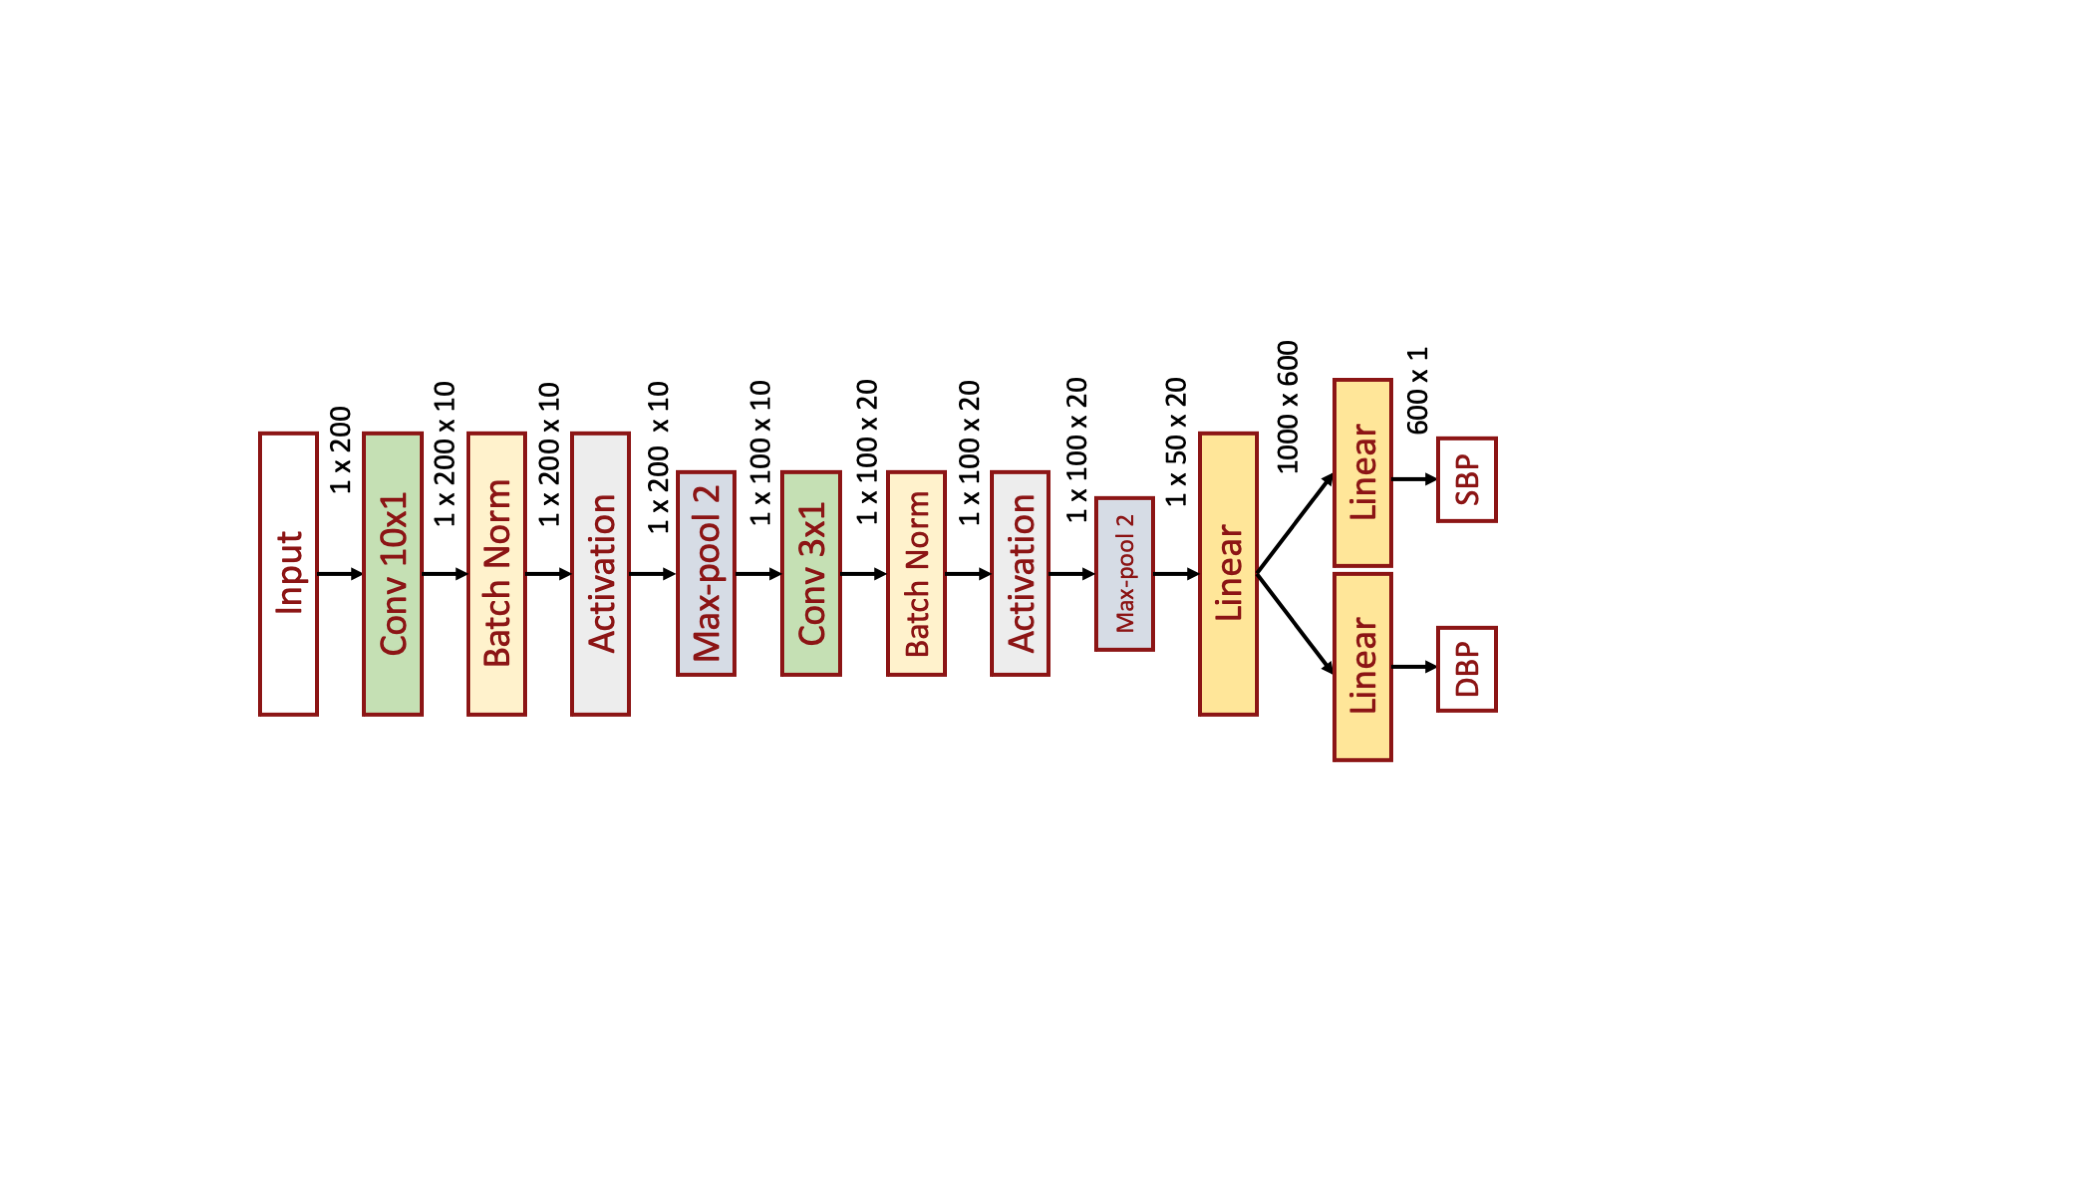 Input
1 x 200
Conv 10x1
1 x 200 x 10
Batch Norm
1 x 200 x 10
Activation
1 x 200 x 10
Max-pool 2
1 x 100 x 10
Conv 3x1
1 x 100 x 20
Batch Norm
1 x 100 x 20
Activation
1 x 100 x 20
Max-pool 2
1 x 50 x 20
Linear
1000 x 600
Linear
600 x 1
SBP
Linear
DBP